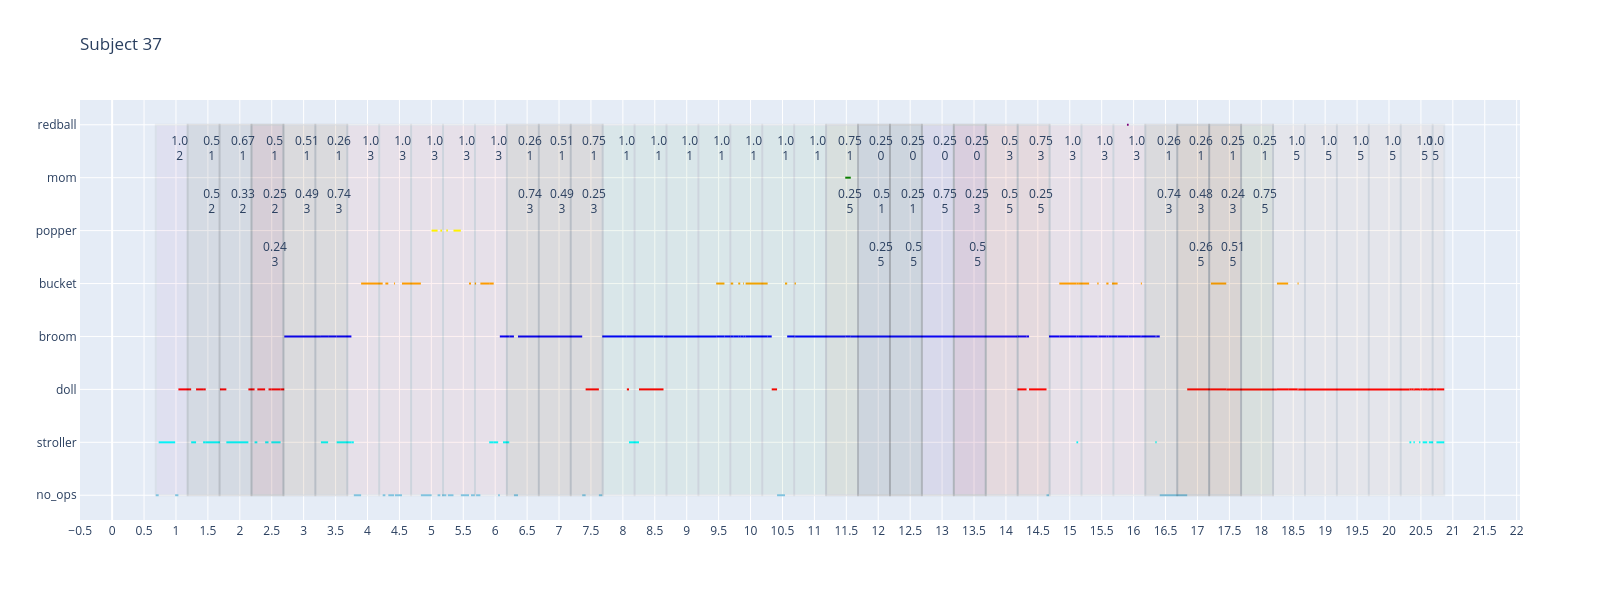 Subject 37
redball
1.0 0.5 0.67 0.5 0.51 0.26 1.0 1.0 1.0 1.0 1.0 0.26 0.51 0.75 1.0 1.0 1.0 1.0 1.0 1.0 1.0 0.75 0.25 0.25 0.25 0.25 0.5 0.75 1.0 1.0 1.0 0.26 0.26 0.25 0.25 1.0 1.0 1.0 1.0 1.0 1.0
2 1 1 1 1 1 3 3 3 3 3 1 1 1 1 1 1 1 1 1 1 1 0 0 0 0 3 3 3 3 3 1 1 1 1 5 5 5 5 5 5
mom
0.5 0.33 0.25 0.49 0.74 0.74 0.49 0.25 0.25 0.5 0.25 0.75 0.25 0.5 0.25 0.74 0.48 0.24 0.75
2 2 2 3 3 3 3 3 5 1 1 5 3 5 5 3 3 3 5
popper
0.24 0.25 0.5 0.5 0.26 0.51
3 5 5 5 5 5
bucket
broom
doll
stroller
no_ops
−0.5 0 0.5 1 1.5 2 2.5 3 3.5 4 4.5 5 5.5 6 6.5 7 7.5 8 8.5 9 9.5 10 10.5 11 11.5 12 12.5 13 13.5 14 14.5 15 15.5 16 16.5 17 17.5 18 18.5 19 19.5 20 20.5 21 21.5 22